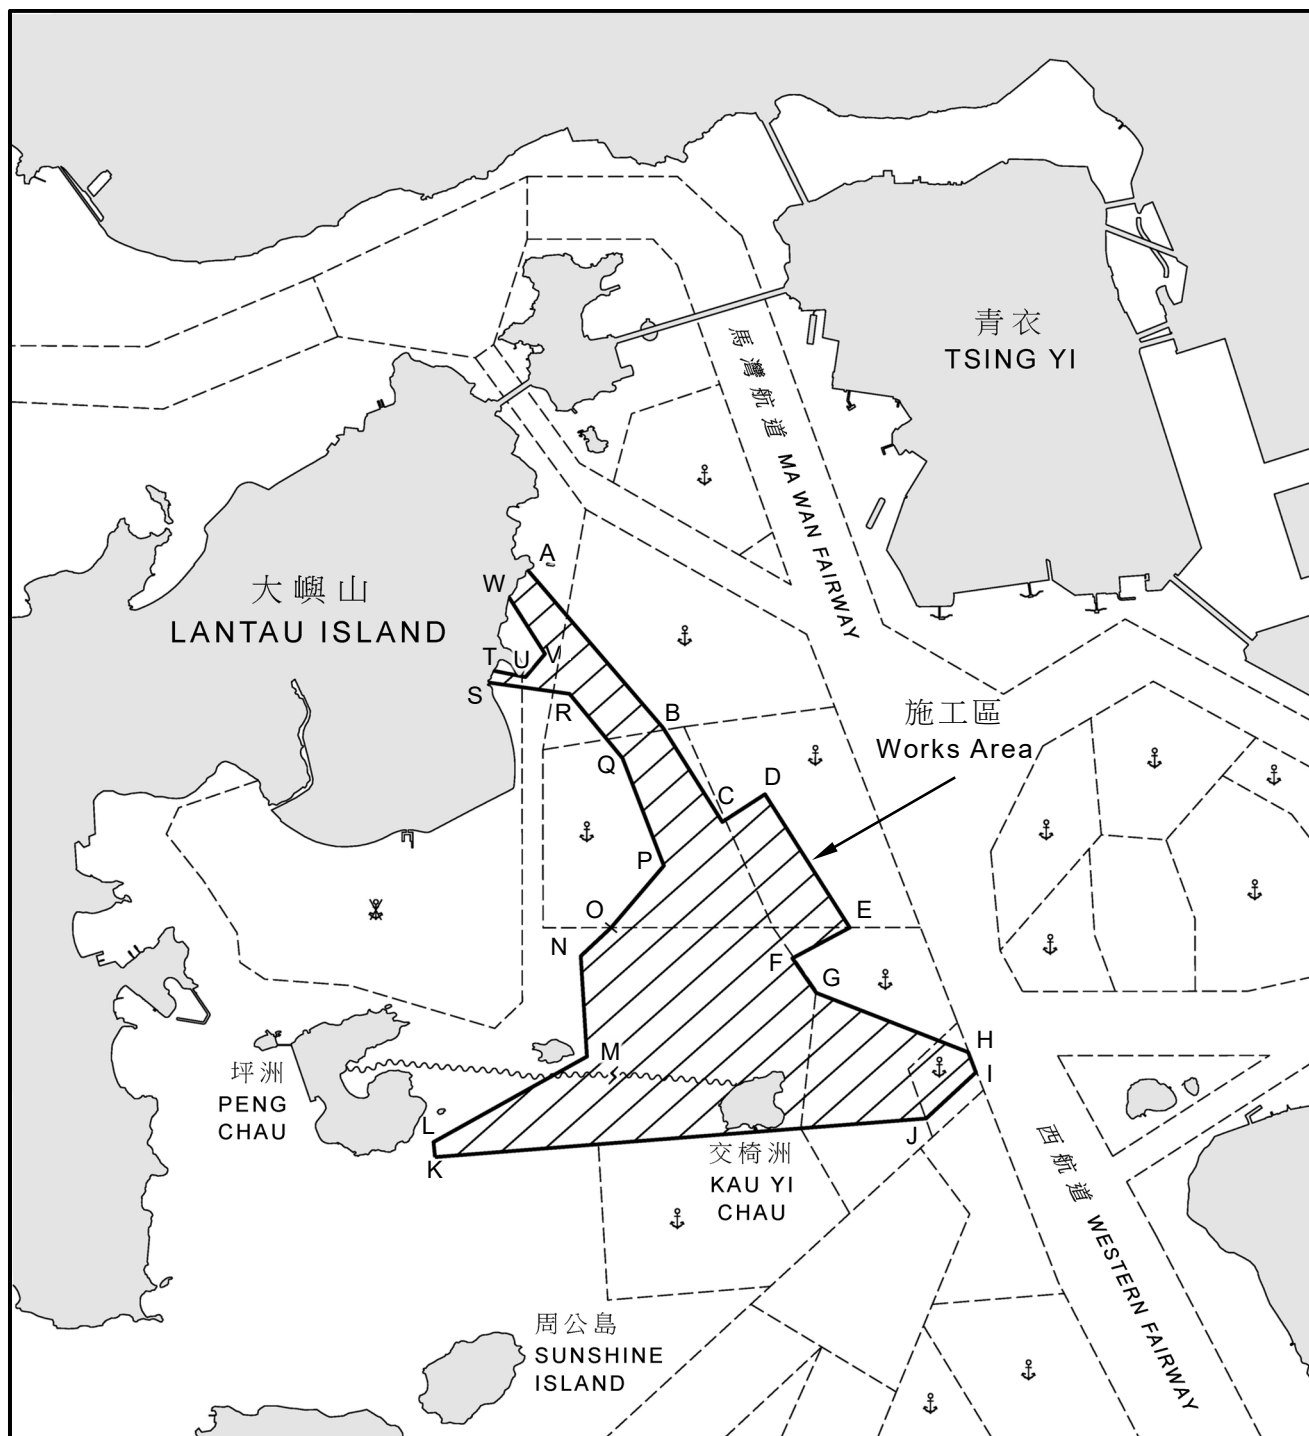 青衣
TSING YI
馬灣航道 MA WAN FAIRWAY
A
W
大嶼山
LANTAU ISLAND
T
U
V
S
R
B
施工區
Works Area
Q
D
C
P
O
E
N
F
G
H
M
I
坪洲
PENG
CHAU
L
J
K
交椅洲
KAU YI
CHAU
西航道 WESTERN FAIRWAY
周公島
SUNSHINE
ISLAND